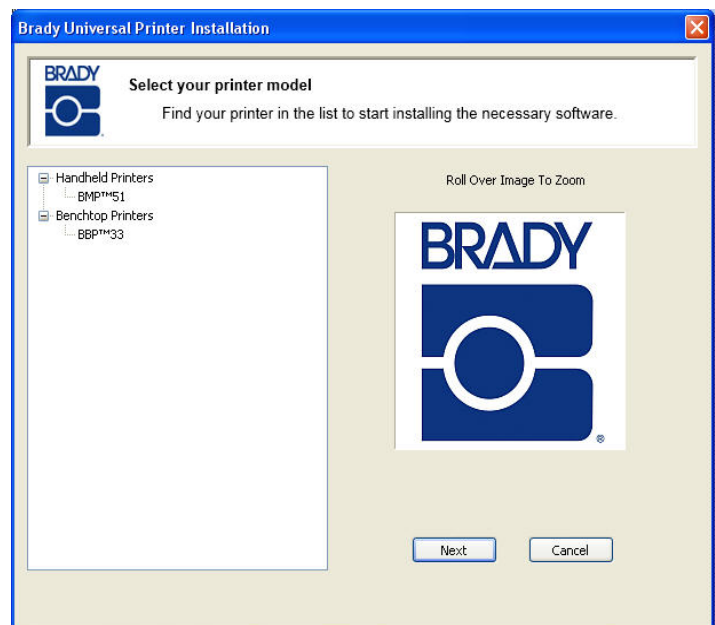 Brady Universal Printer Installation
BRADY
Select your printer model
Find your printer in the list to start installing the necessary software.
Handheld Printers
BMP™51
Benchtop Printers
BBP™33
Roll Over Image To Zoom
BRADY
®
Next
Cancel